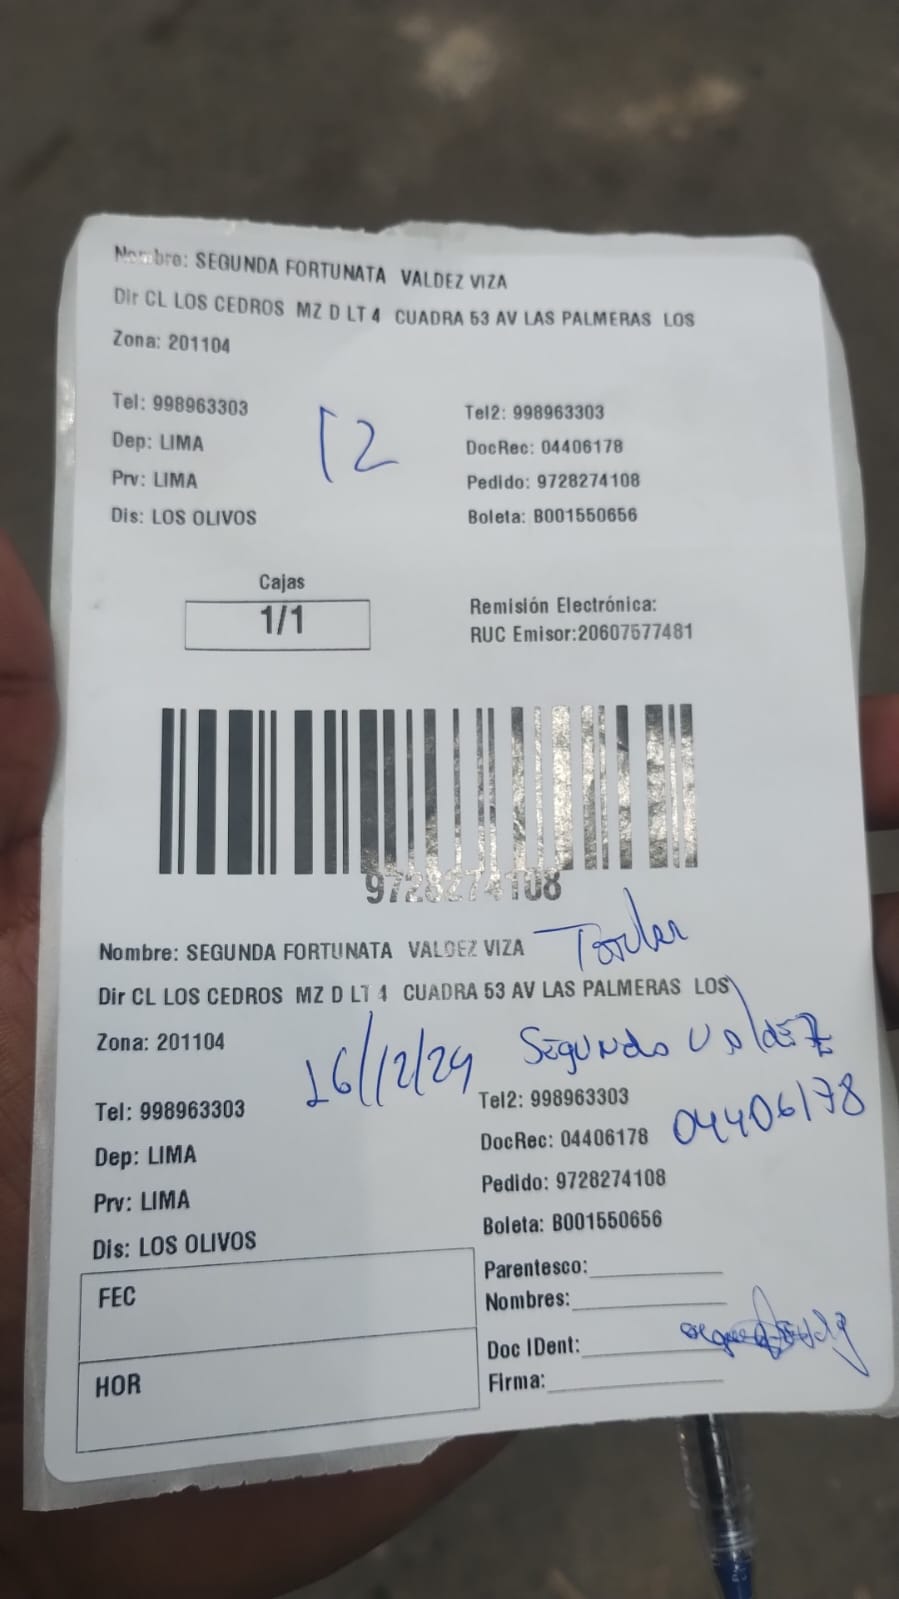 Nombre: SEGUNDA FORTUNATA VALDEZ VIZA
Dir CL LOS CEDROS MZ D LT 4 CUADRA 53 AV LAS PALMERAS LOS
Zona: 201104
Tel: 998963303 Tel2: 998963303
12
Dep: LIMA DocRec: 04406178
Prv: LIMA Pedido: 9728274108
Dis: LOS OLIVOS Boleta: B001550656
Cajas
1/1
Remisión Electrónica:
RUC Emisor:20607577481
9728274108
Nombre: SEGUNDA FORTUNATA VALDEZ VIZA
Dir CL LOS CEDROS MZ D LT 4 CUADRA 53 AV LAS PALMERAS LOS
Zona: 201104
16/12/24 Segundo Valdez
Tel: 998963303 Tel2: 998963303
04406178
Dep: LIMA DocRec: 04406178
Prv: LIMA Pedido: 9728274108
Dis: LOS OLIVOS Boleta: B001550656
FEC
Parentesco:
Nombres:
Doc IDent:
HOR
Firma: